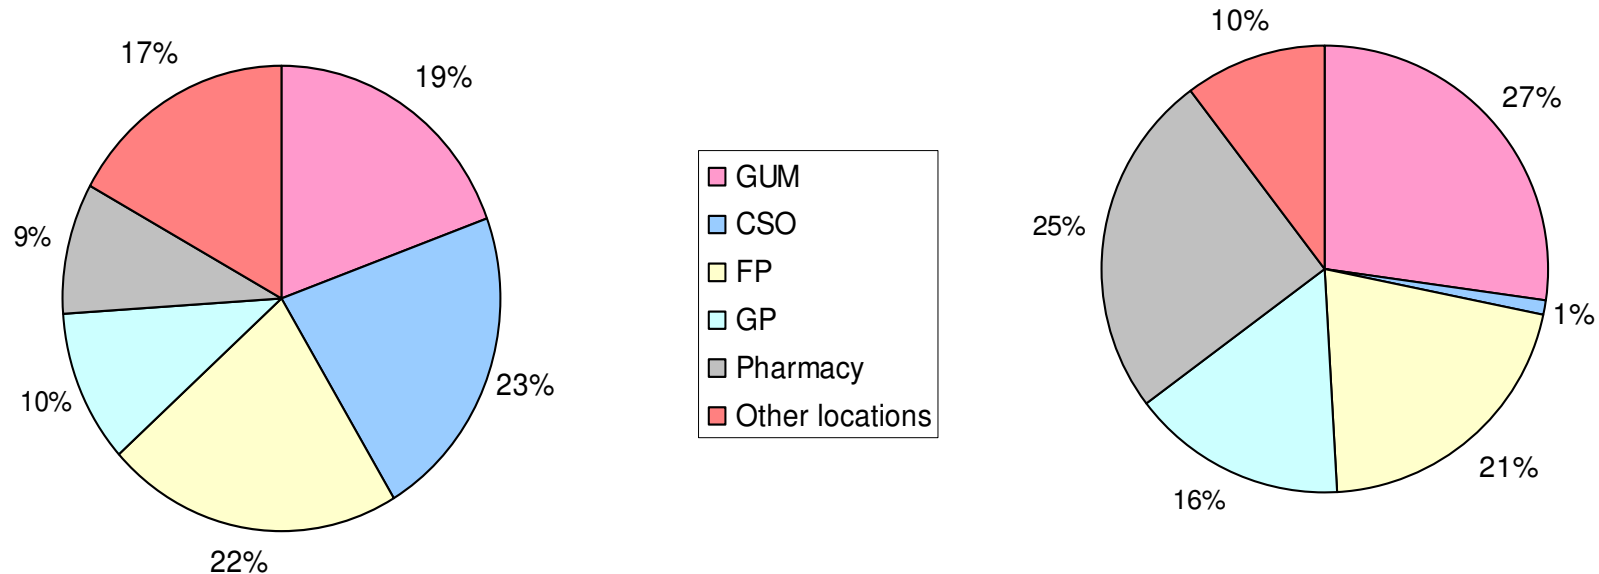 17%
19%
9%
23%
10%
22%
GUM
CSO
FP
GP
Pharmacy
Other locations
10%
27%
25%
1%
21%
16%